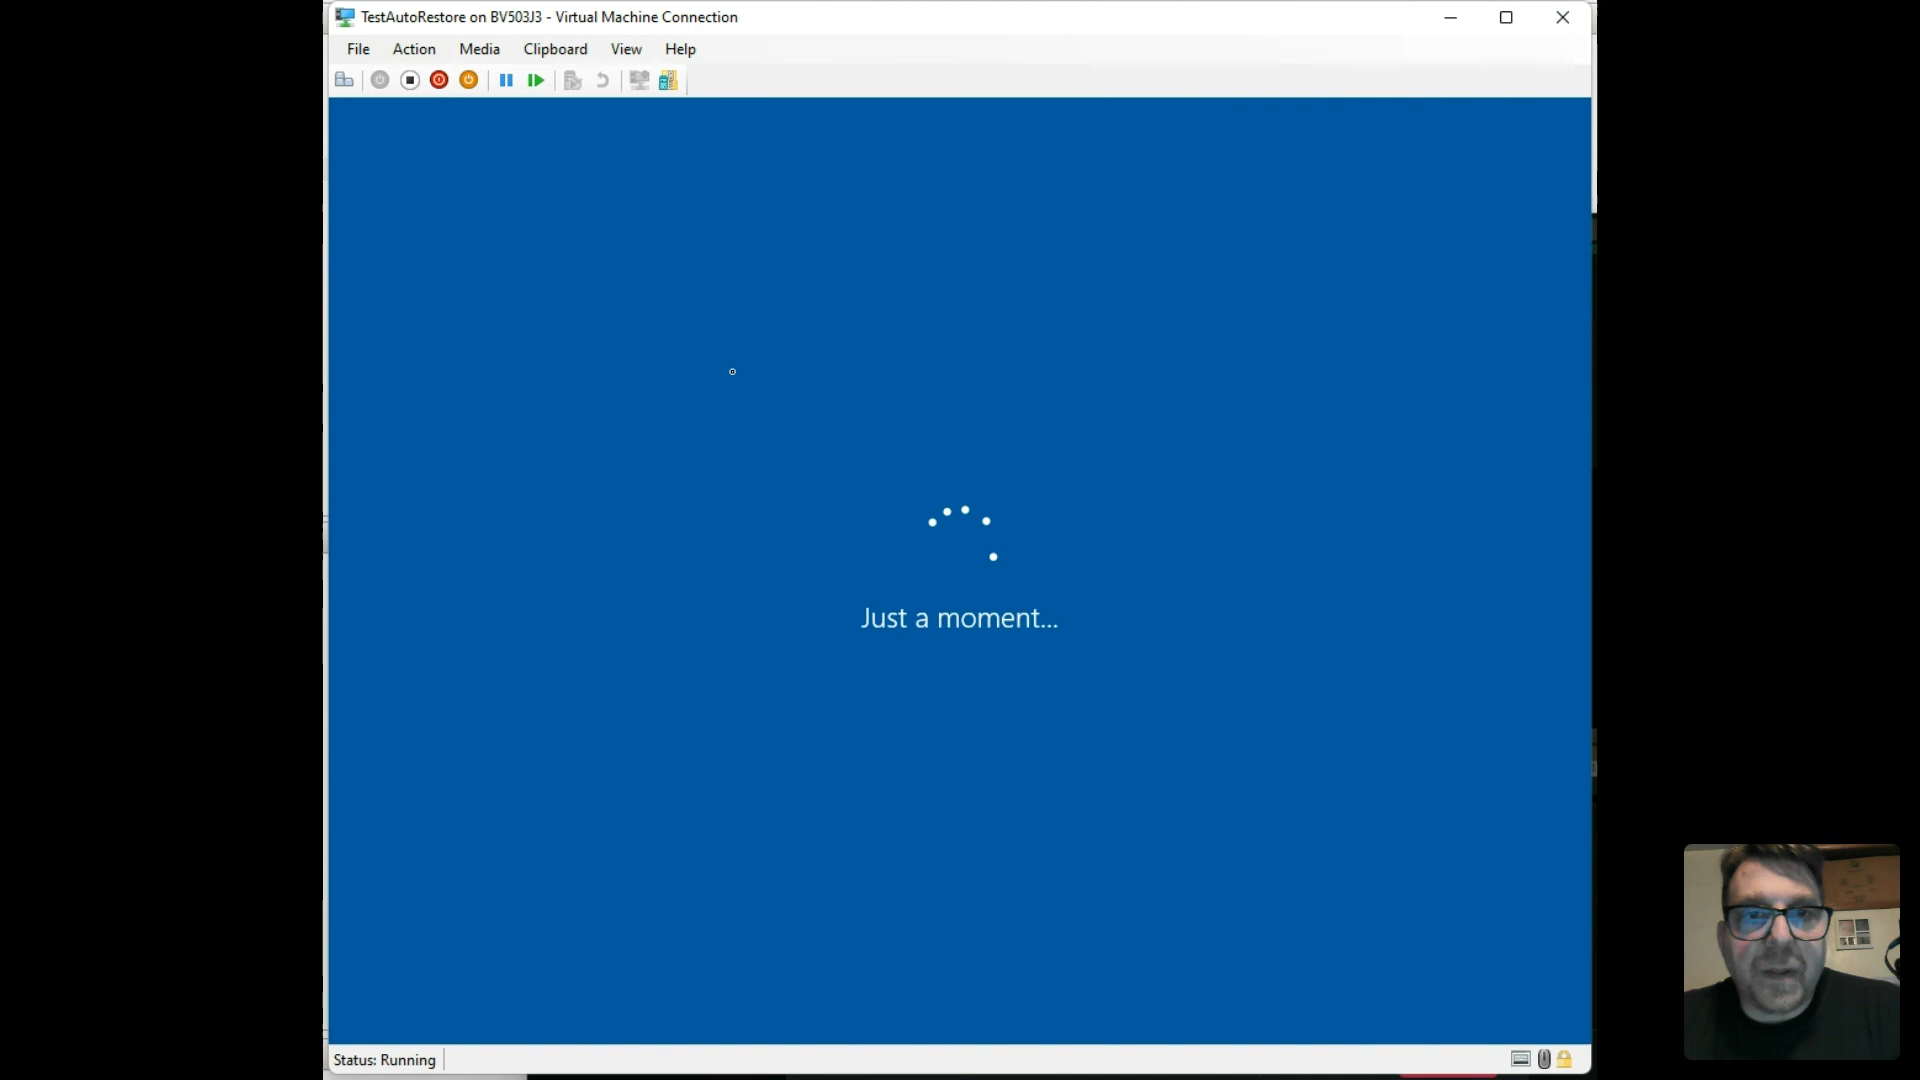 TestAutoRestore on BV503J3 - Virtual Machine Connection
File Action Media Clipboard View Help
Just a moment...
Status: Running